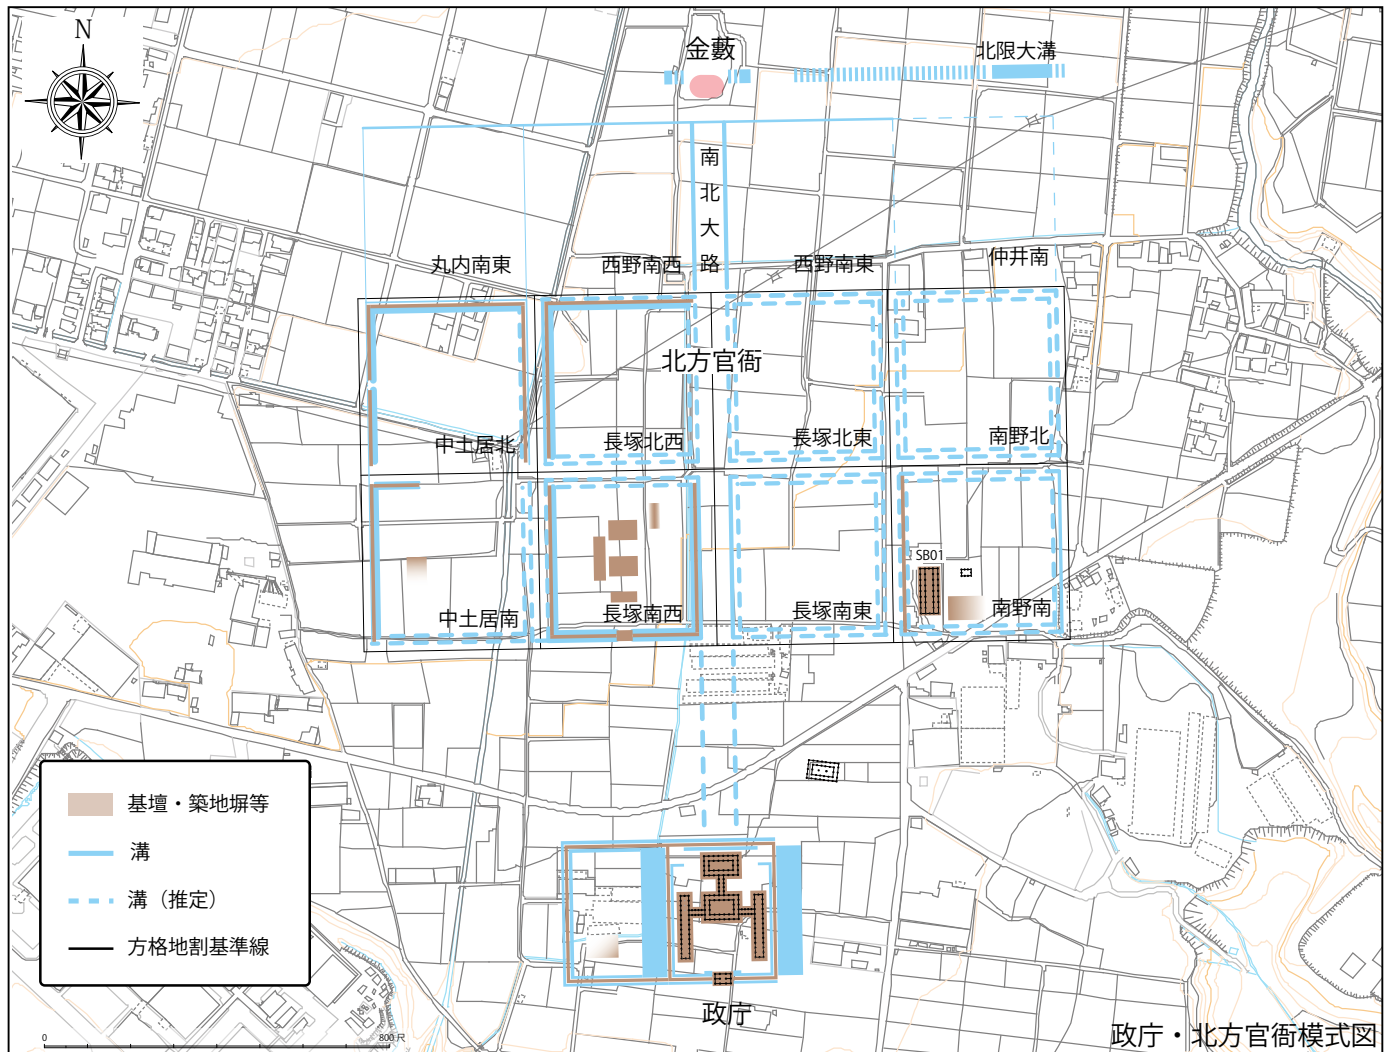 N
金藪
北限大溝
南北大路
丸内南東
西野南西
西野南東
仲井南
北方官衙
中土居北
長塚北西
長塚北東
南野北
SB01
中土居南
長塚南西
長塚南東
南野南
基壇・築地塀等
溝
溝（推定）
方格地割基準線
政庁
0
800尺
政庁・北方官衙模式図